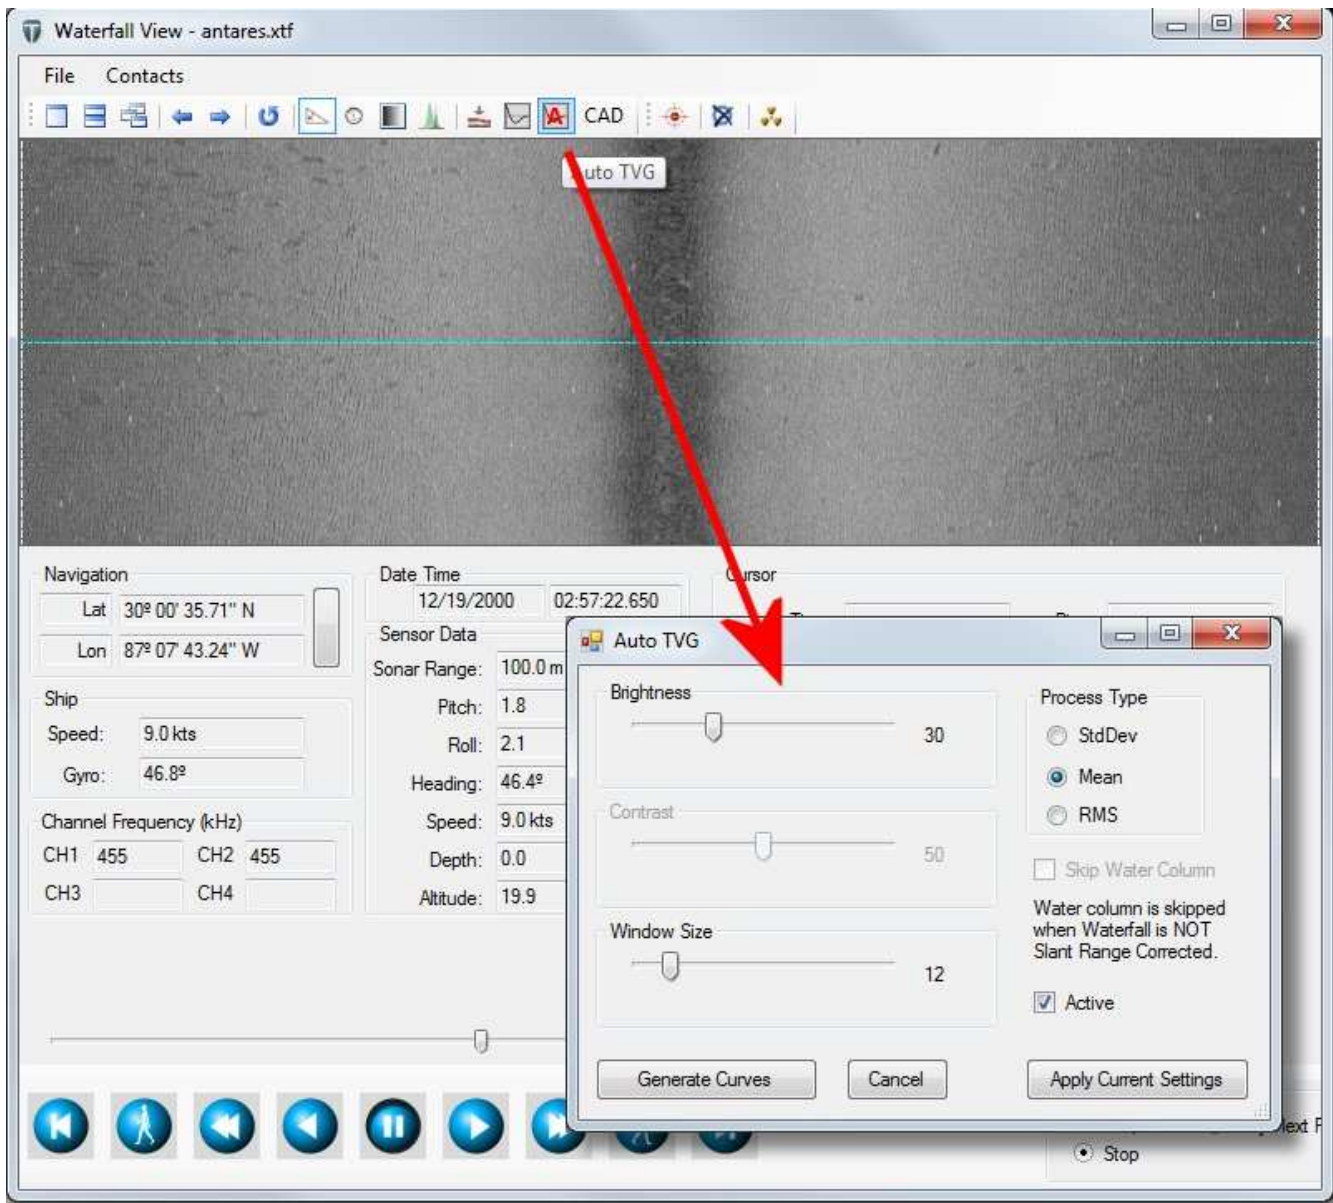 Waterfall View - antares.xtf
File Contacts
CAD
Auto TVG
Navigation
Lat 30º 00' 35.71" N
Lon 87º 07' 43.24" W
Ship
Speed: 9.0 kts
Gyro: 46.8º
Channel Frequency (kHz)
CH1 455 CH2 455
CH3 CH4
Date Time
12/19/2000 02:57:22.650
Sensor Data
Sonar Range: 100.0 m
Pitch: 1.8
Roll: 2.1
Heading: 46.4º
Speed: 9.0 kts
Depth: 0.0
Altitude: 19.9
Cursor
Auto TVG
Brightness
30
Contrast
50
Window Size
12
Process Type
StdDev
Mean
RMS
Skip Water Column
Water column is skipped
when Waterfall is NOT
Slant Range Corrected.
Active
Generate Curves Cancel Apply Current Settings
Stop